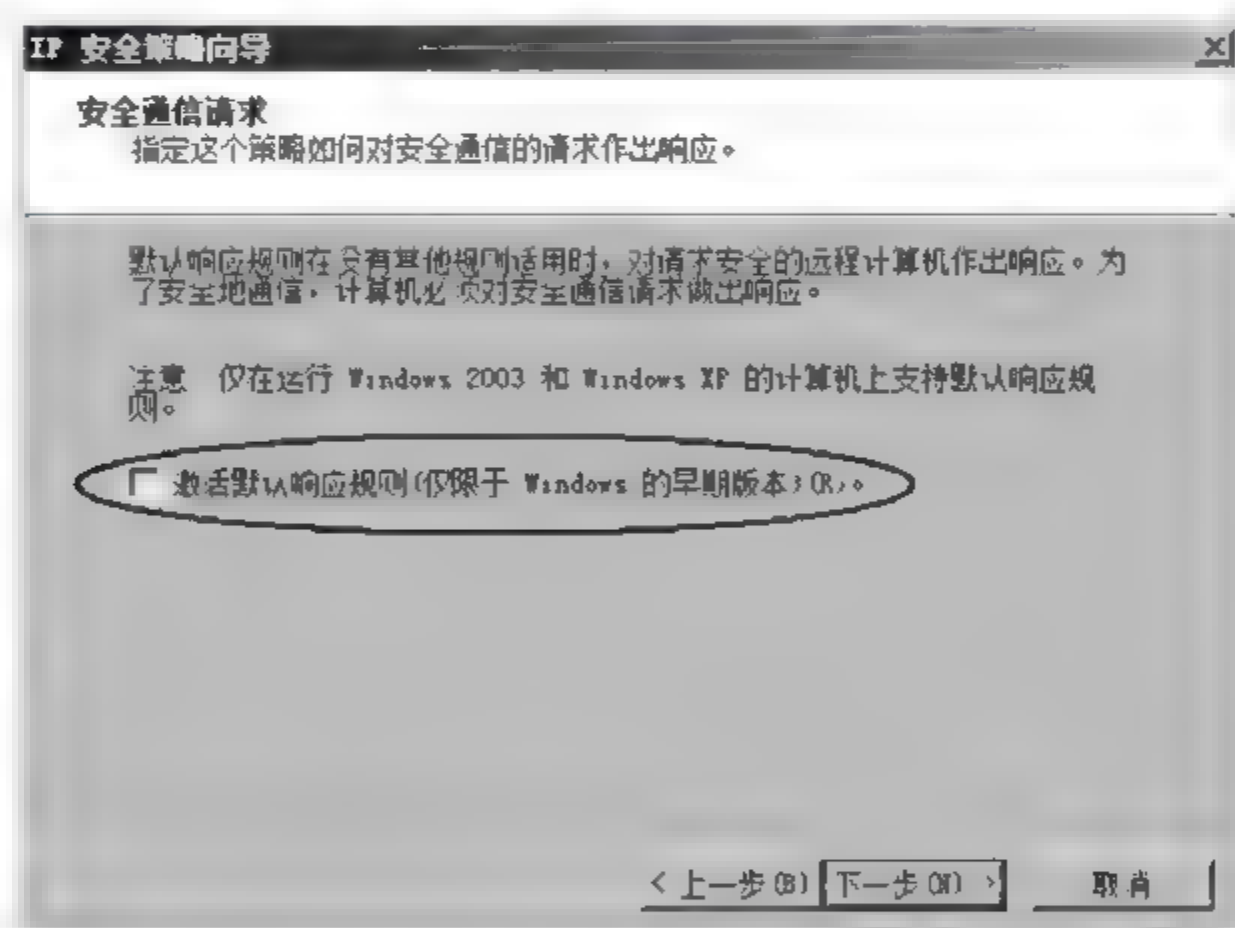 IP 安全策略向导
安全通信请求
指定这个策略如何对安全通信的请求作出响应。
默认响应规则在没有其他规则适用时，对请求安全的远程计算机作出响应。为
了安全地通信，计算机必须对安全通信请求做出响应。
注意 仅在运行 Windows 2003 和 Windows XP 的计算机上支持默认响应规
则。
激活默认响应规则(仅限于 Windows 的早期版本)(R)。
< 上一步(B) 下一步(N) > 取消